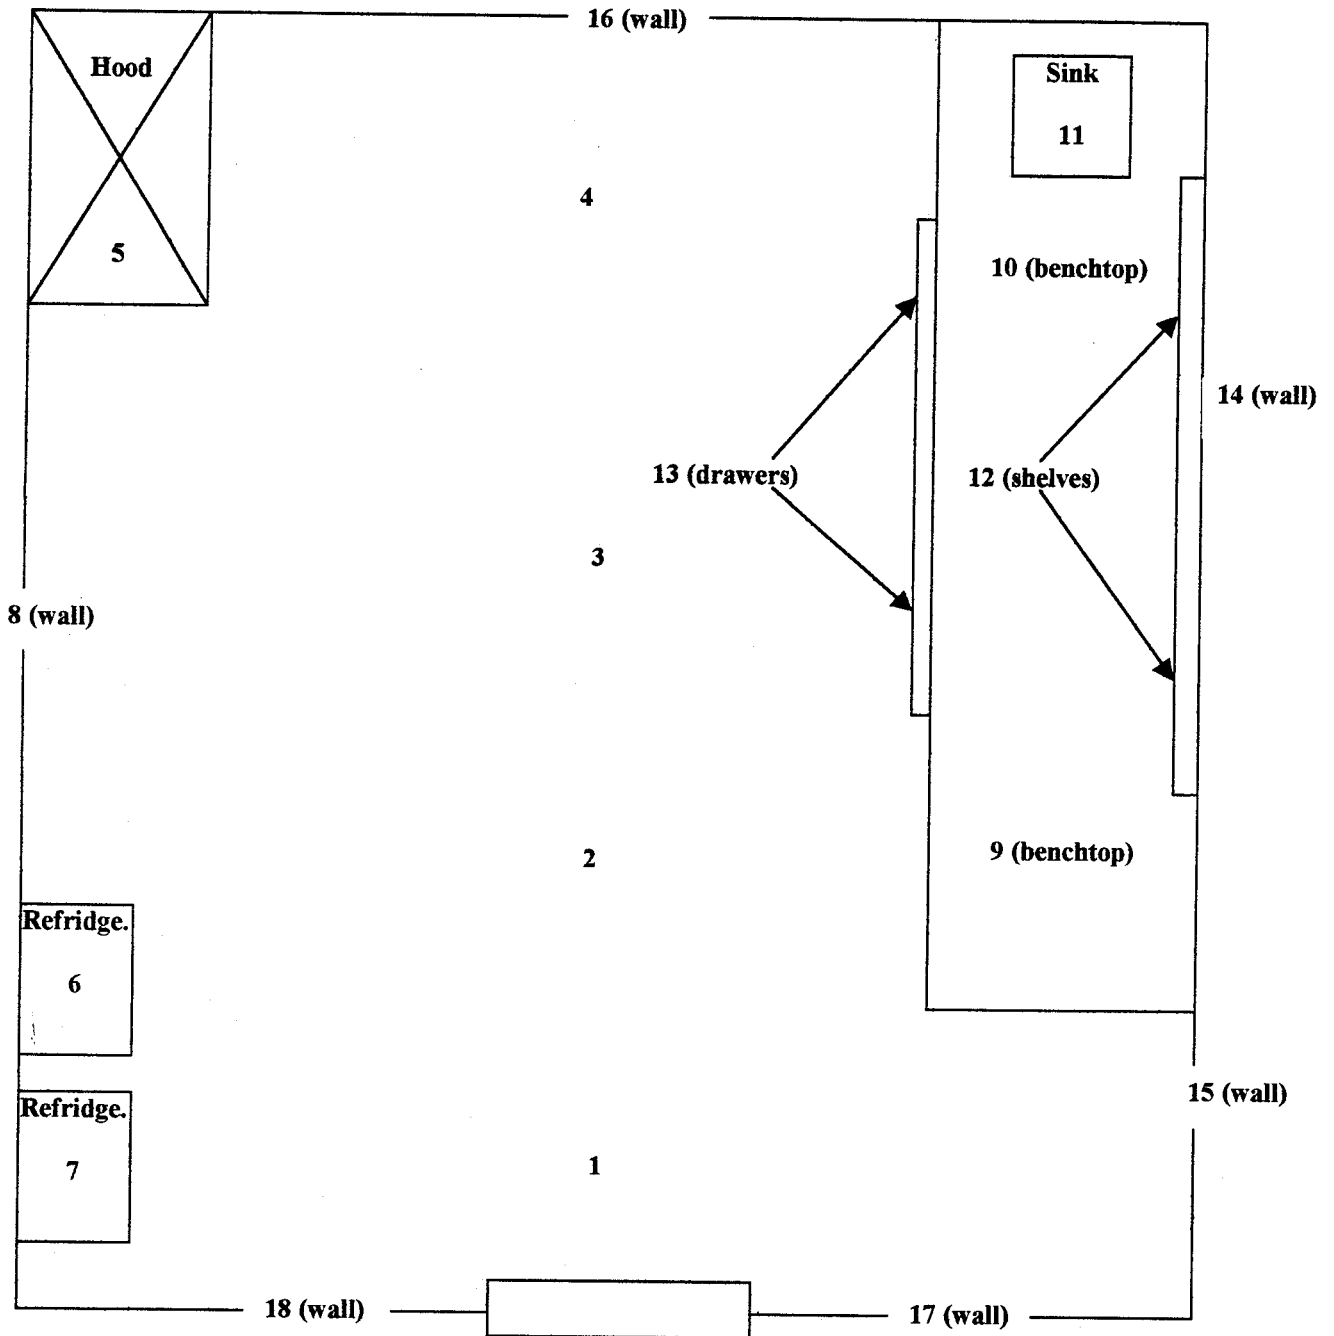 16 (wall)
Hood
Sink
11
4
5
10 (benchtop)
14 (wall)
13 (drawers)
12 (shelves)
3
8 (wall)
2
9 (benchtop)
Refridge.
6
15 (wall)
Refridge.
7
1
18 (wall)
17 (wall)